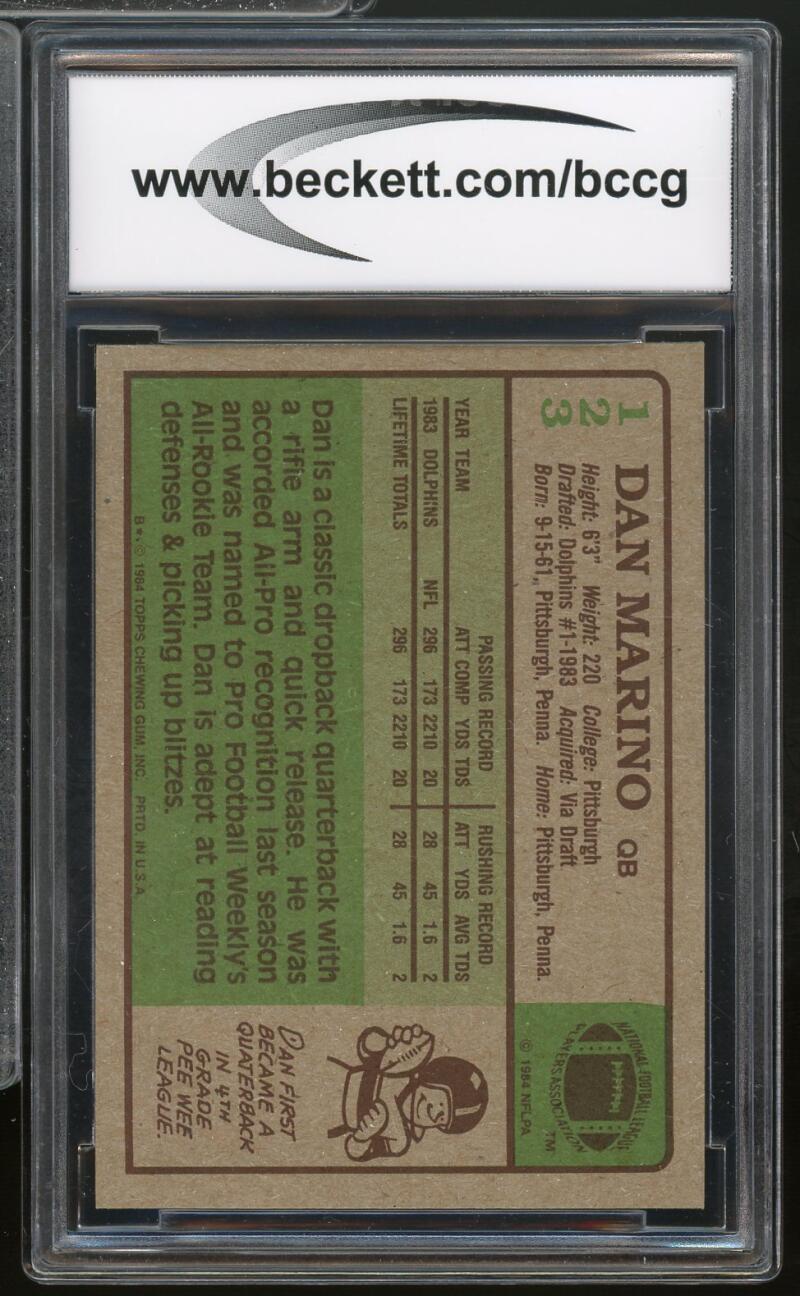 www.beckett.com/bccg
1
2
3
DAN MARINO QB
Height: 6'3" Weight: 220 College: Pittsburgh
Drafted: Dolphins #1-1983 Acquired: Via Draft
Born: 9-15-61, Pittsburgh, Penna. Home: Pittsburgh, Penna.
NATIONAL FOOTBALL LEAGUE
PLAYERS ASSOCIATION
TM
© 1984 NFLPA
PASSING RECORD RUSHING RECORD
YEAR TEAM ATT COMP YDS TDS ATT YDS AVG TDS
1983 DOLPHINS NFL 296 173 2210 20 28 45 1.6 2
LIFETIME TOTALS 296 173 2210 20 28 45 1.6 2
Dan is a classic dropback quarterback with
a rifle arm and quick release. He was
accorded All-Pro recognition last season
and was named to Pro Football Weekly's
All-Rookie Team. Dan is adept at reading
defenses & picking up blitzes.
B*· © 1984 TOPPS CHEWING GUM, INC. PRTD. IN U.S.A.
DAN FIRST
BECAME A
QUATERBACK
IN 4TH
GRADE
PEE WEE
LEAGUE.